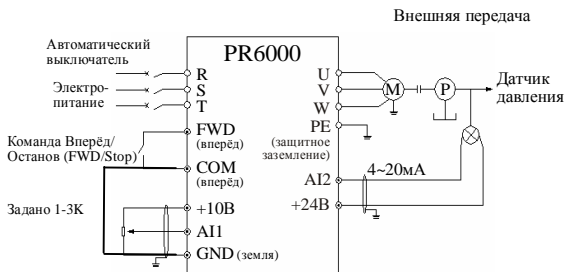 Внешняя передача
Автоматический
выключатель
PR6000
R
S
T
Электро-
питание
U
V
W
M
P
Датчик
давления
FWD
(вперёд)
PE
(защитное
заземление)
Команда Вперёд/
Останов (FWD/Stop)
COM
(вперёд)
4~20мА
AI2
+24В
Задано 1-3K
+10В
AI1
GND (земля)